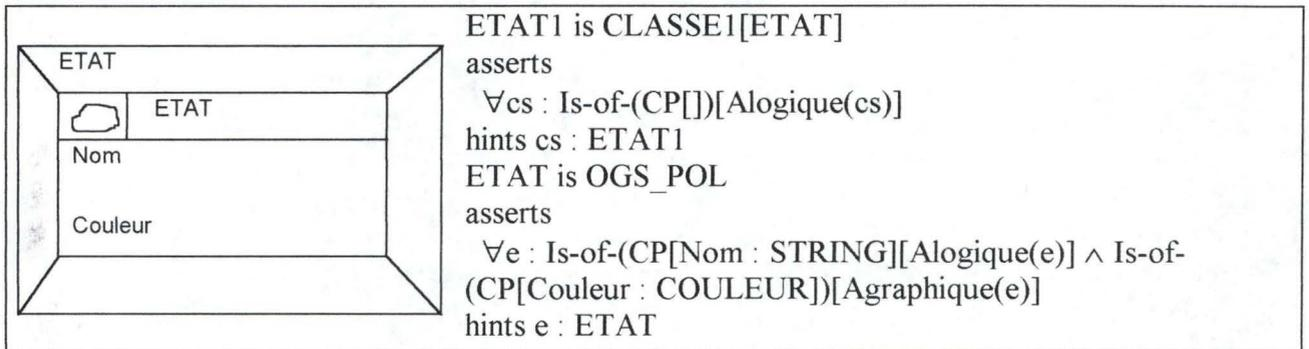 ETAT
ETAT
Nom
Couleur
ETAT1 is CLASSE1[ETAT]
asserts
∀cs : Is-of-(CP[])[Alogique(cs)]
hints cs : ETAT1
ETAT is OGS_POL
asserts
∀e : Is-of-(CP[Nom : STRING][Alogique(e)] ∧ Is-of-
(CP[Couleur : COULEUR])[Agraphique(e)]
hints e : ETAT